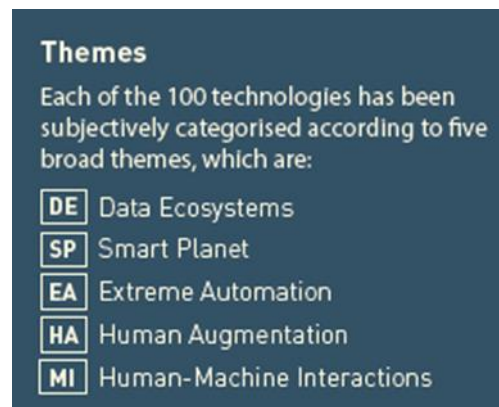 Themes
Each of the 100 technologies has been
subjectively categorised according to five
broad themes, which are:
DE Data Ecosystems
SP Smart Planet
EA Extreme Automation
HA Human Augmentation
MI Human-Machine Interactions